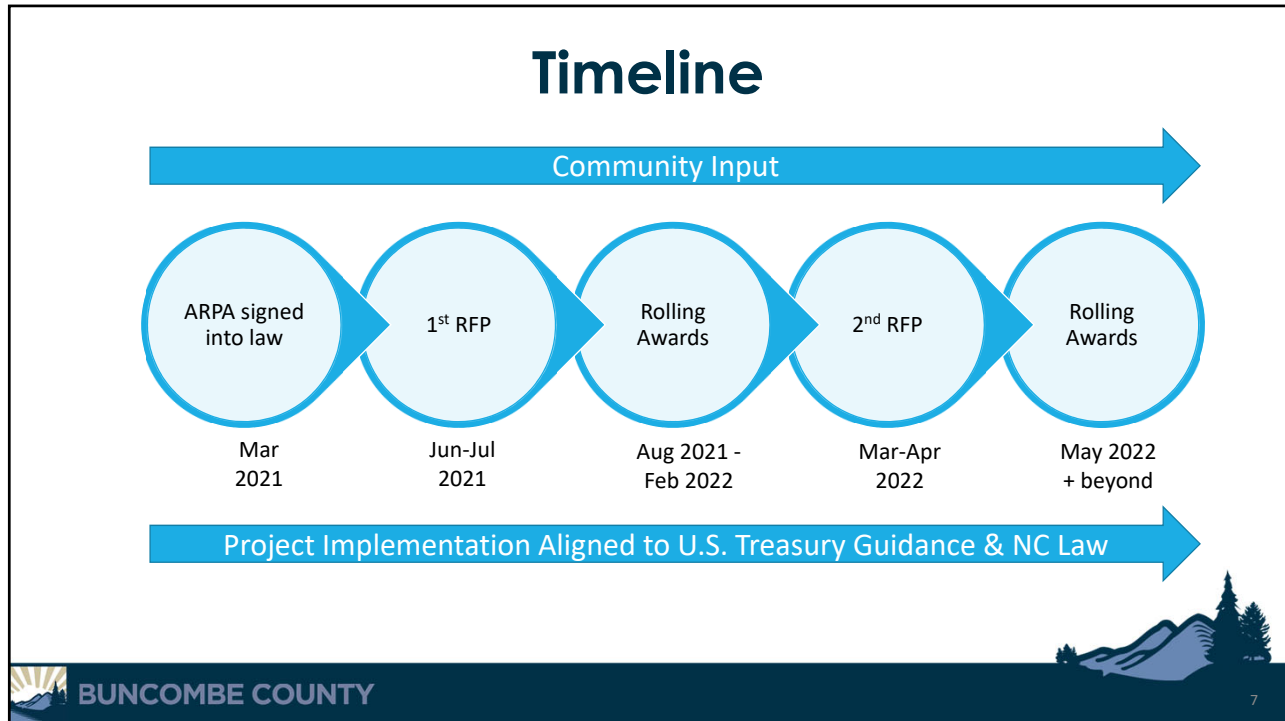 Timeline
Community Input
ARPA signed
into law
1st RFP
Rolling
Awards
2nd RFP
Rolling
Awards
Mar
2021
Jun-Jul
2021
Aug 2021 -
Feb 2022
Mar-Apr
2022
May 2022
+ beyond
Project Implementation Aligned to U.S. Treasury Guidance & NC Law
BUNCOMBE COUNTY
7